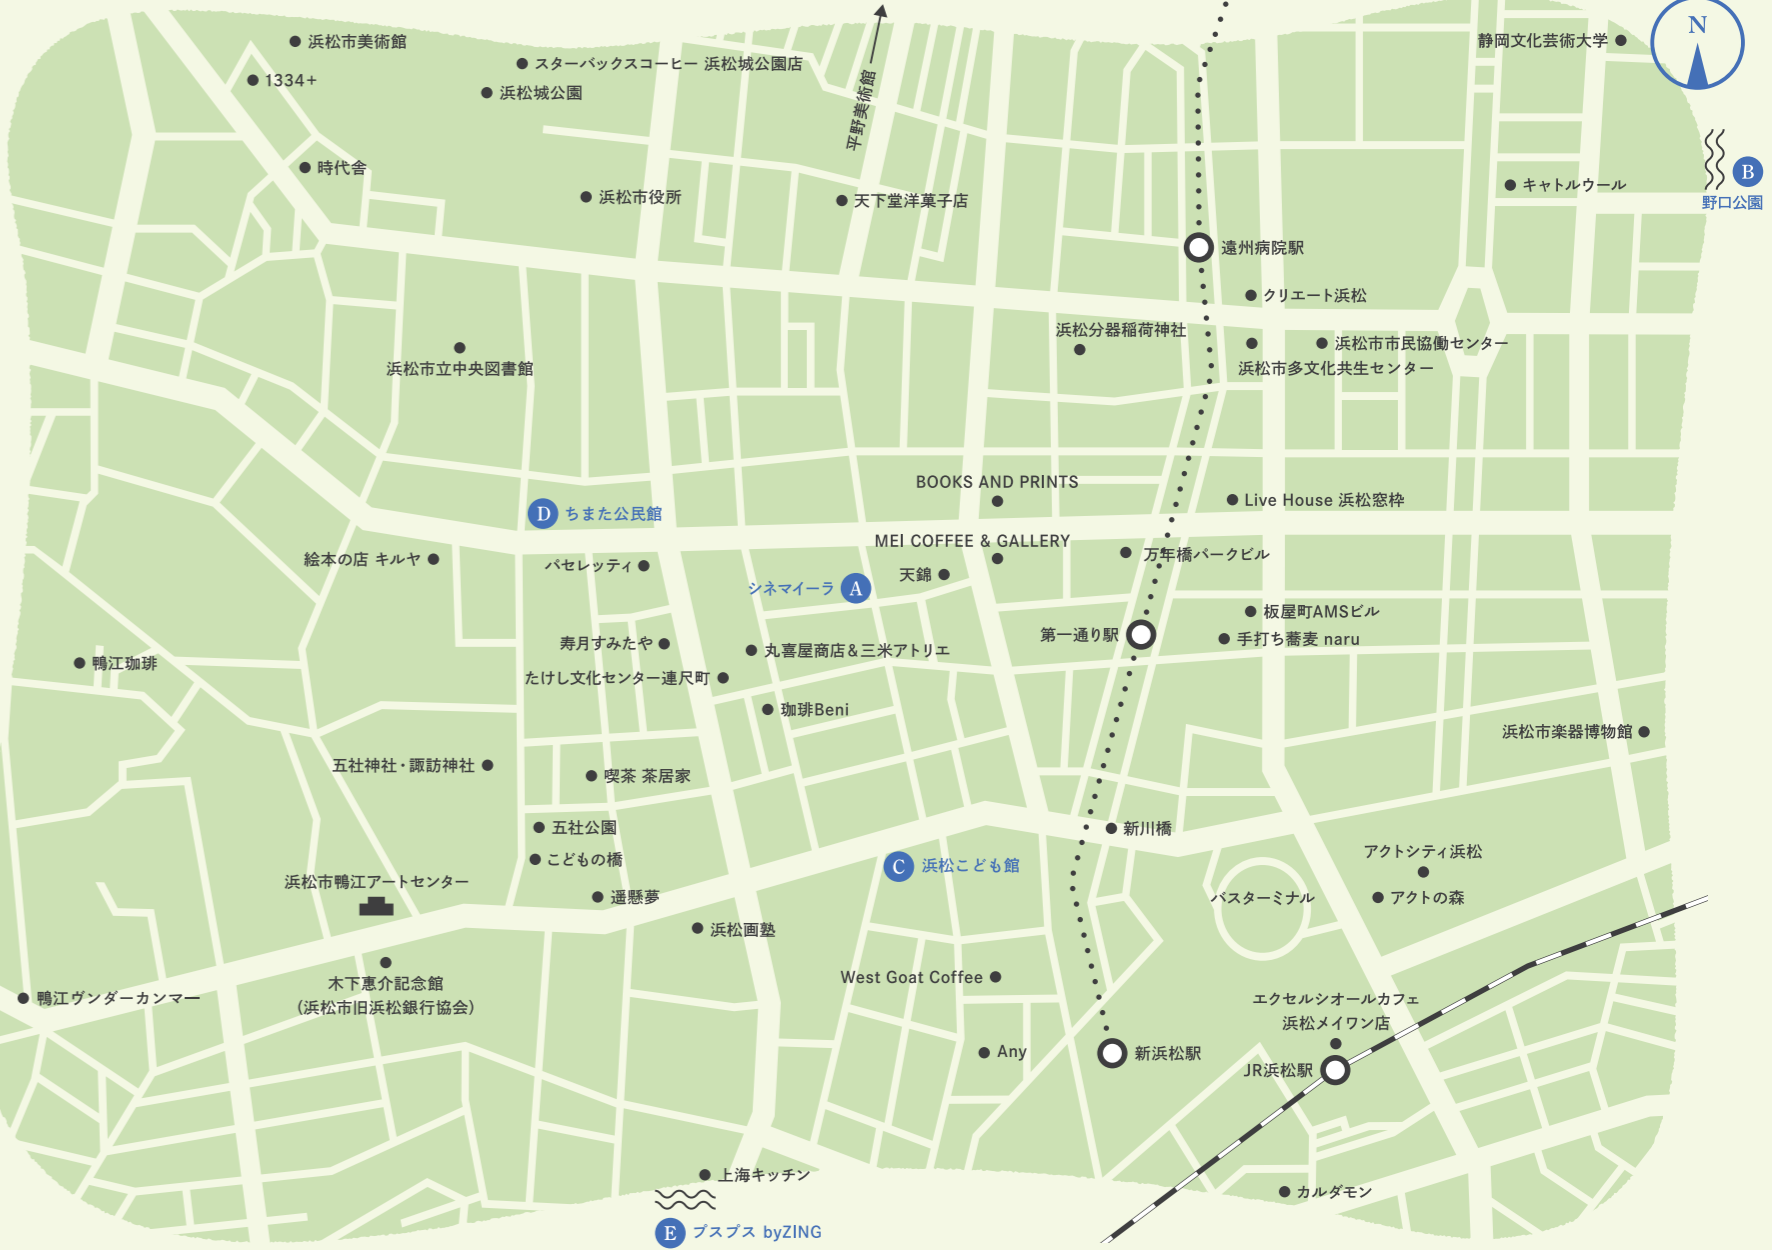 浜松市美術館
1334+
スターバックスコーヒー 浜松城公園店
浜松城公園
平野美術館
静岡文化芸術大学
N
時代舎
浜松市役所
天下堂洋菓子店
キャトルウール
B
野口公園
遠州病院駅
クリエート浜松
浜松分器稲荷神社
浜松市市民協働センター
浜松市多文化共生センター
浜松市立中央図書館
BOOKS AND PRINTS
Live House 浜松窓枠
D ちまた公民館
MEI COFFEE & GALLERY
万年橋パークビル
絵本の店 キルヤ
パセレッティ
天錦
シネマイーラ A
板屋町AMSビル
第一通り駅
手打ち蕎麦 naru
寿月すみたや
丸喜屋商店&三米アトリエ
鴨江珈琲
たけし文化センター連尺町
珈琲Beni
浜松市楽器博物館
五社神社・諏訪神社
喫茶 茶居家
五社公園
新川橋
こどもの橋
アクトシティ浜松
C 浜松こども館
浜松市鴨江アートセンター
遥懸夢
バスターミナル
アクトの森
浜松画塾
木下惠介記念館
(浜松市旧浜松銀行協会)
West Goat Coffee
鴨江ヴンダーカンマー
エクセルシオールカフェ
浜松メイワン店
Any
新浜松駅
JR浜松駅
上海キッチン
カルダモン
E プスプス byZING